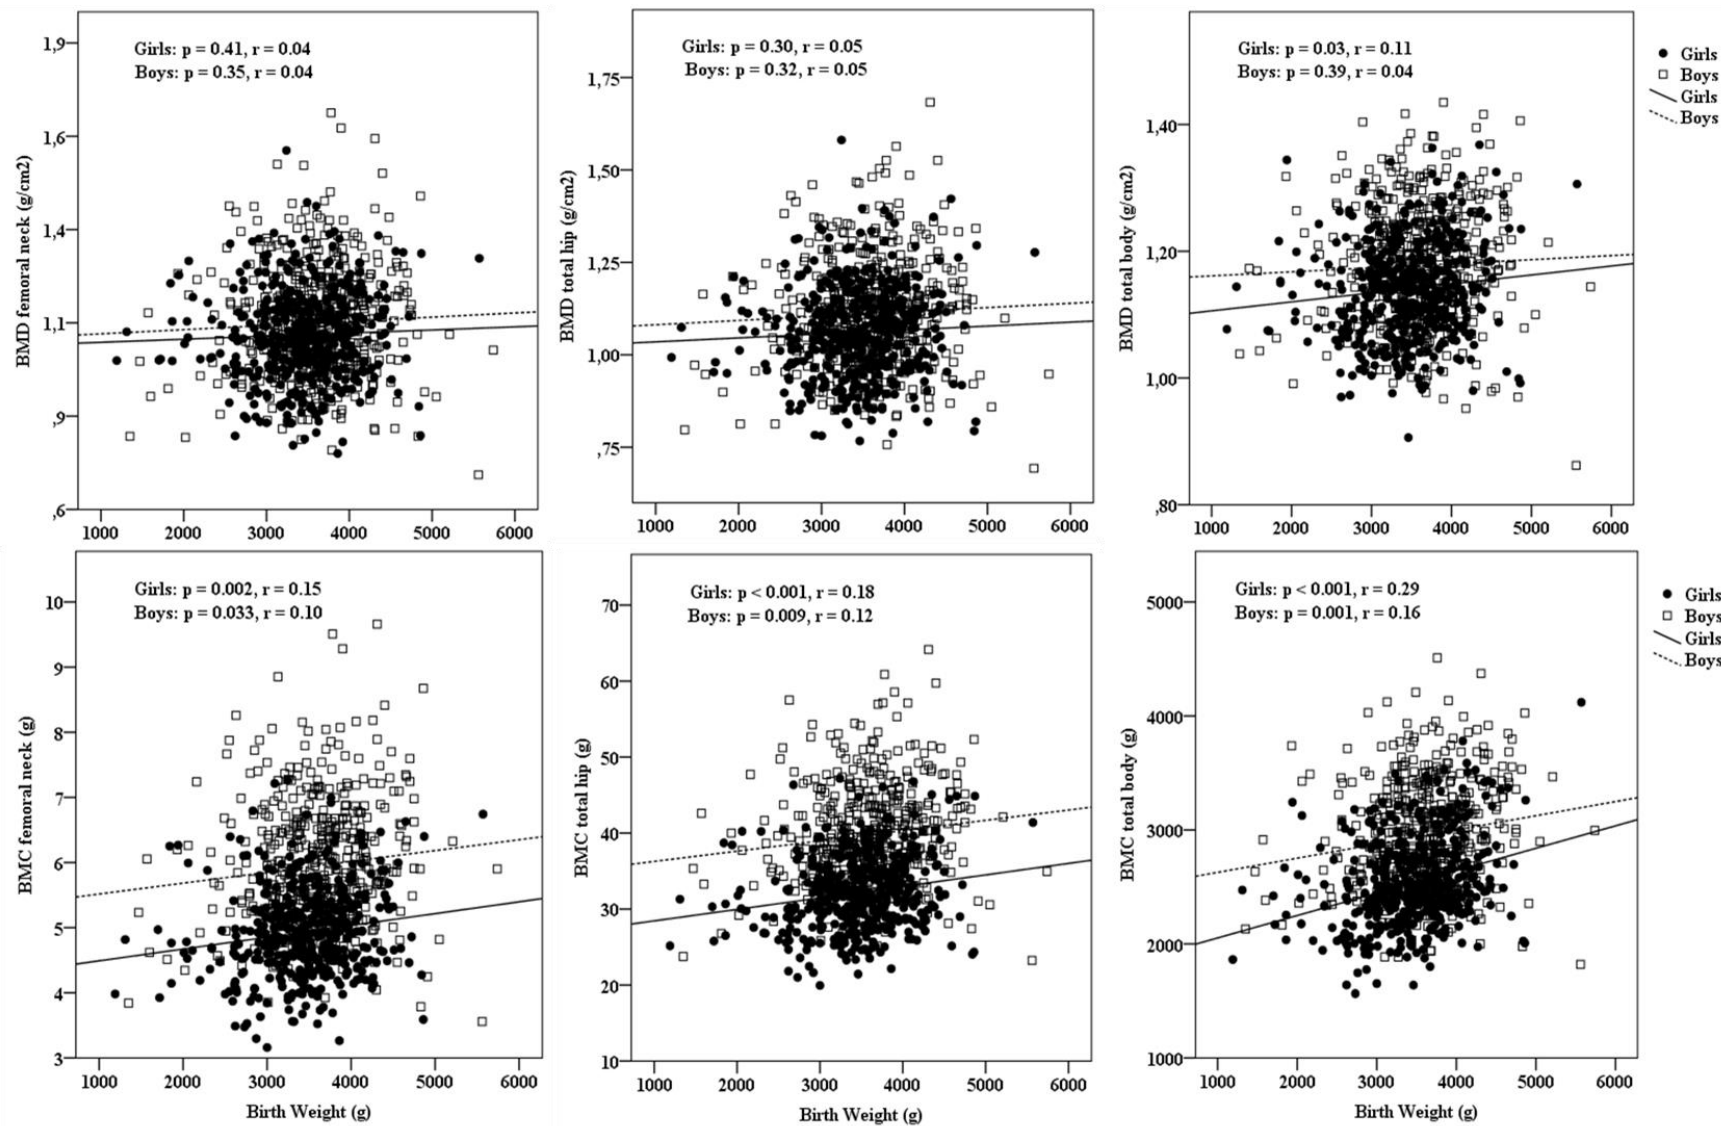 Girls: p = 0.41, r = 0.04
Boys: p = 0.35, r = 0.04
BMD femoral neck (g/cm2)
1,9
1,6
1,4
1,1
,9
,6
1000 2000 3000 4000 5000 6000
Girls: p = 0.30, r = 0.05
Boys: p = 0.32, r = 0.05
BMD total hip (g/cm2)
1,75
1,50
1,25
1,00
,75
1000 2000 3000 4000 5000 6000
Girls: p = 0.03, r = 0.11
Boys: p = 0.39, r = 0.04
BMD total body (g/cm2)
1,40
1,20
1,00
,80
1000 2000 3000 4000 5000 6000
Girls
Boys
Girls
Boys
Girls: p = 0.002, r = 0.15
Boys: p = 0.033, r = 0.10
BMC femoral neck (g)
10
9
8
7
6
5
4
3
1000 2000 3000 4000 5000 6000
Birth Weight (g)
Girls: p < 0.001, r = 0.18
Boys: p = 0.009, r = 0.12
BMC total hip (g)
70
60
50
40
30
20
10
1000 2000 3000 4000 5000 6000
Birth Weight (g)
Girls: p < 0.001, r = 0.29
Boys: p = 0.001, r = 0.16
BMC total body (g)
5000
4000
3000
2000
1000
1000 2000 3000 4000 5000 6000
Birth Weight (g)
Girls
Boys
Girls
Boys